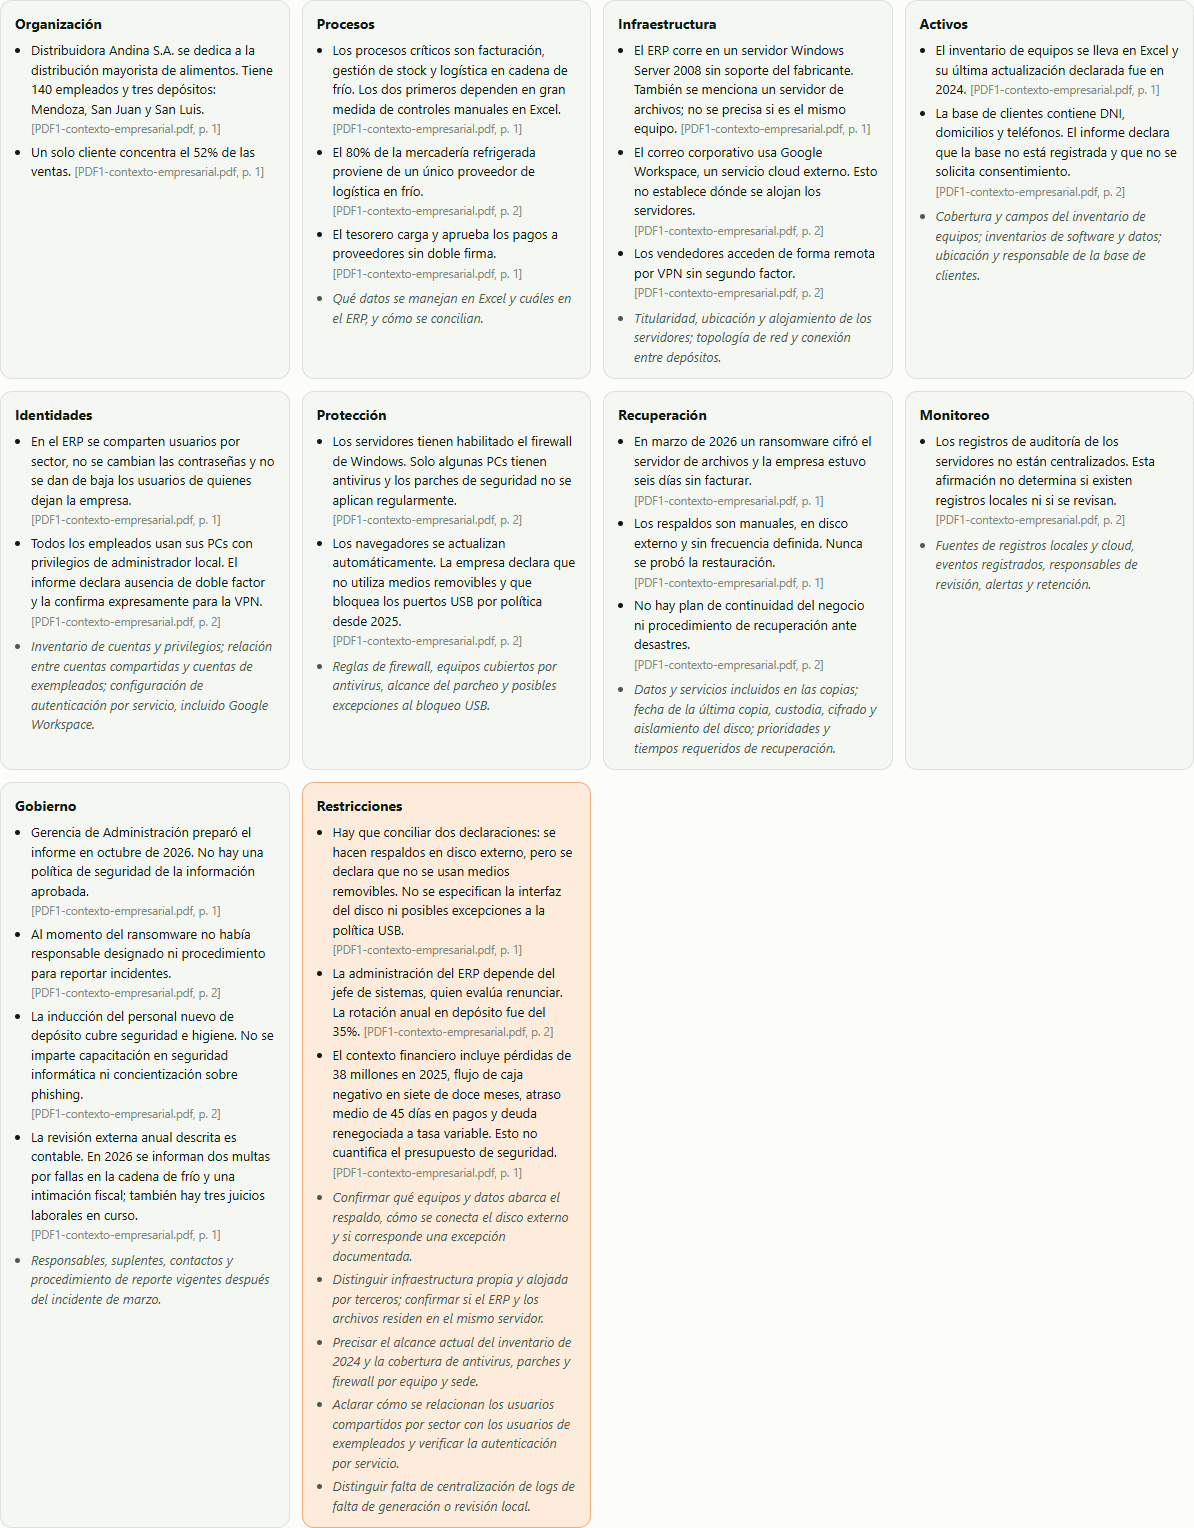 Organización
Distribuidora Andina S.A. se dedica a la
distribución mayorista de alimentos. Tiene
140 empleados y tres depósitos:
Mendoza, San Juan y San Luis.
[PDF1-contexto-empresarial.pdf, p. 1]
Un solo cliente concentra el 52% de las
ventas. [PDF1-contexto-empresarial.pdf, p. 1]
Procesos
Los procesos críticos son facturación,
gestión de stock y logística en cadena de
frío. Los dos primeros dependen en gran
medida de controles manuales en Excel.
[PDF1-contexto-empresarial.pdf, p. 1]
El 80% de la mercadería refrigerada
proviene de un único proveedor de
logística en frío.
[PDF1-contexto-empresarial.pdf, p. 2]
El tesorero carga y aprueba los pagos a
proveedores sin doble firma.
[PDF1-contexto-empresarial.pdf, p. 1]
Qué datos se manejan en Excel y cuáles en
el ERP, y cómo se concilian.
Infraestructura
El ERP corre en un servidor Windows
Server 2008 sin soporte del fabricante.
También se menciona un servidor de
archivos; no se precisa si es el mismo
equipo. [PDF1-contexto-empresarial.pdf, p. 1]
El correo corporativo usa Google
Workspace, un servicio cloud externo. Esto
no establece dónde se alojan los
servidores.
[PDF1-contexto-empresarial.pdf, p. 2]
Los vendedores acceden de forma remota
por VPN sin segundo factor.
[PDF1-contexto-empresarial.pdf, p. 2]
Titularidad, ubicación y alojamiento de los
servidores; topología de red y conexión
entre depósitos.
Activos
El inventario de equipos se lleva en Excel y
su última actualización declarada fue en
2024. [PDF1-contexto-empresarial.pdf, p. 1]
La base de clientes contiene DNI,
domicilios y teléfonos. El informe declara
que la base no está registrada y que no se
solicita consentimiento.
[PDF1-contexto-empresarial.pdf, p. 2]
Cobertura y campos del inventario de
equipos; inventarios de software y datos;
ubicación y responsable de la base de
clientes.
Identidades
En el ERP se comparten usuarios por
sector, no se cambian las contraseñas y no
se dan de baja los usuarios de quienes
dejan la empresa.
[PDF1-contexto-empresarial.pdf, p. 1]
Todos los empleados usan sus PCs con
privilegios de administrador local. El
informe declara ausencia de doble factor
y la confirma expresamente para la VPN.
[PDF1-contexto-empresarial.pdf, p. 2]
Inventario de cuentas y privilegios; relación
entre cuentas compartidas y cuentas de
exempleados; configuración de
autenticación por servicio, incluido Google
Workspace.
Protección
Los servidores tienen habilitado el firewall
de Windows. Solo algunas PCs tienen
antivirus y los parches de seguridad no se
aplican regularmente.
[PDF1-contexto-empresarial.pdf, p. 2]
Los navegadores se actualizan
automáticamente. La empresa declara que
no utiliza medios removibles y que
bloquea los puertos USB por política
desde 2025.
[PDF1-contexto-empresarial.pdf, p. 2]
Reglas de firewall, equipos cubiertos por
antivirus, alcance del parcheo y posibles
excepciones al bloqueo USB.
Recuperación
En marzo de 2026 un ransomware cifró el
servidor de archivos y la empresa estuvo
seis días sin facturar.
[PDF1-contexto-empresarial.pdf, p. 1]
Los respaldos son manuales, en disco
externo y sin frecuencia definida. Nunca
se probó la restauración.
[PDF1-contexto-empresarial.pdf, p. 1]
No hay plan de continuidad del negocio
ni procedimiento de recuperación ante
desastres.
[PDF1-contexto-empresarial.pdf, p. 2]
Datos y servicios incluidos en las copias;
fecha de la última copia, custodia, cifrado y
aislamiento del disco; prioridades y
tiempos requeridos de recuperación.
Monitoreo
Los registros de auditoría de los
servidores no están centralizados. Esta
afirmación no determina si existen
registros locales ni si se revisan.
[PDF1-contexto-empresarial.pdf, p. 2]
Fuentes de registros locales y cloud,
eventos registrados, responsables de
revisión, alertas y retención.
Gobierno
Gerencia de Administración preparó el
informe en octubre de 2026. No hay una
política de seguridad de la información
aprobada.
[PDF1-contexto-empresarial.pdf, p. 1]
Al momento del ransomware no había
responsable designado ni procedimiento
para reportar incidentes.
[PDF1-contexto-empresarial.pdf, p. 2]
La inducción del personal nuevo de
depósito cubre seguridad e higiene. No se
imparte capacitación en seguridad
informática ni concientización sobre
phishing.
[PDF1-contexto-empresarial.pdf, p. 2]
La revisión externa anual descrita es
contable. En 2026 se informan dos multas
por fallas en la cadena de frío y una
intimación fiscal; también hay tres juicios
laborales en curso.
[PDF1-contexto-empresarial.pdf, p. 1]
Responsables, suplentes, contactos y
procedimiento de reporte vigentes después
del incidente de marzo.
Restricciones
Hay que conciliar dos declaraciones: se
hacen respaldos en disco externo, pero se
declara que no se usan medios
removibles. No se especifican la interfaz
del disco ni posibles excepciones a la
política USB.
[PDF1-contexto-empresarial.pdf, p. 1]
La administración del ERP depende del
jefe de sistemas, quien evalúa renunciar.
La rotación anual en depósito fue del
35%. [PDF1-contexto-empresarial.pdf, p. 2]
El contexto financiero incluye pérdidas de
38 millones en 2025, flujo de caja
negativo en siete de doce meses, atraso
medio de 45 días en pagos y deuda
renegociada a tasa variable. Esto no
cuantifica el presupuesto de seguridad.
[PDF1-contexto-empresarial.pdf, p. 1]
Confirmar qué equipos y datos abarca el
respaldo, cómo se conecta el disco externo
y si corresponde una excepción
documentada.
Distinguir infraestructura propia y alojada
por terceros; confirmar si el ERP y los
archivos residen en el mismo servidor.
Precisar el alcance actual del inventario de
2024 y la cobertura de antivirus, parches y
firewall por equipo y sede.
Aclarar cómo se relacionan los usuarios
compartidos por sector con los usuarios de
exempleados y verificar la autenticación
por servicio.
Distinguir falta de centralización de logs de
falta de generación o revisión local.